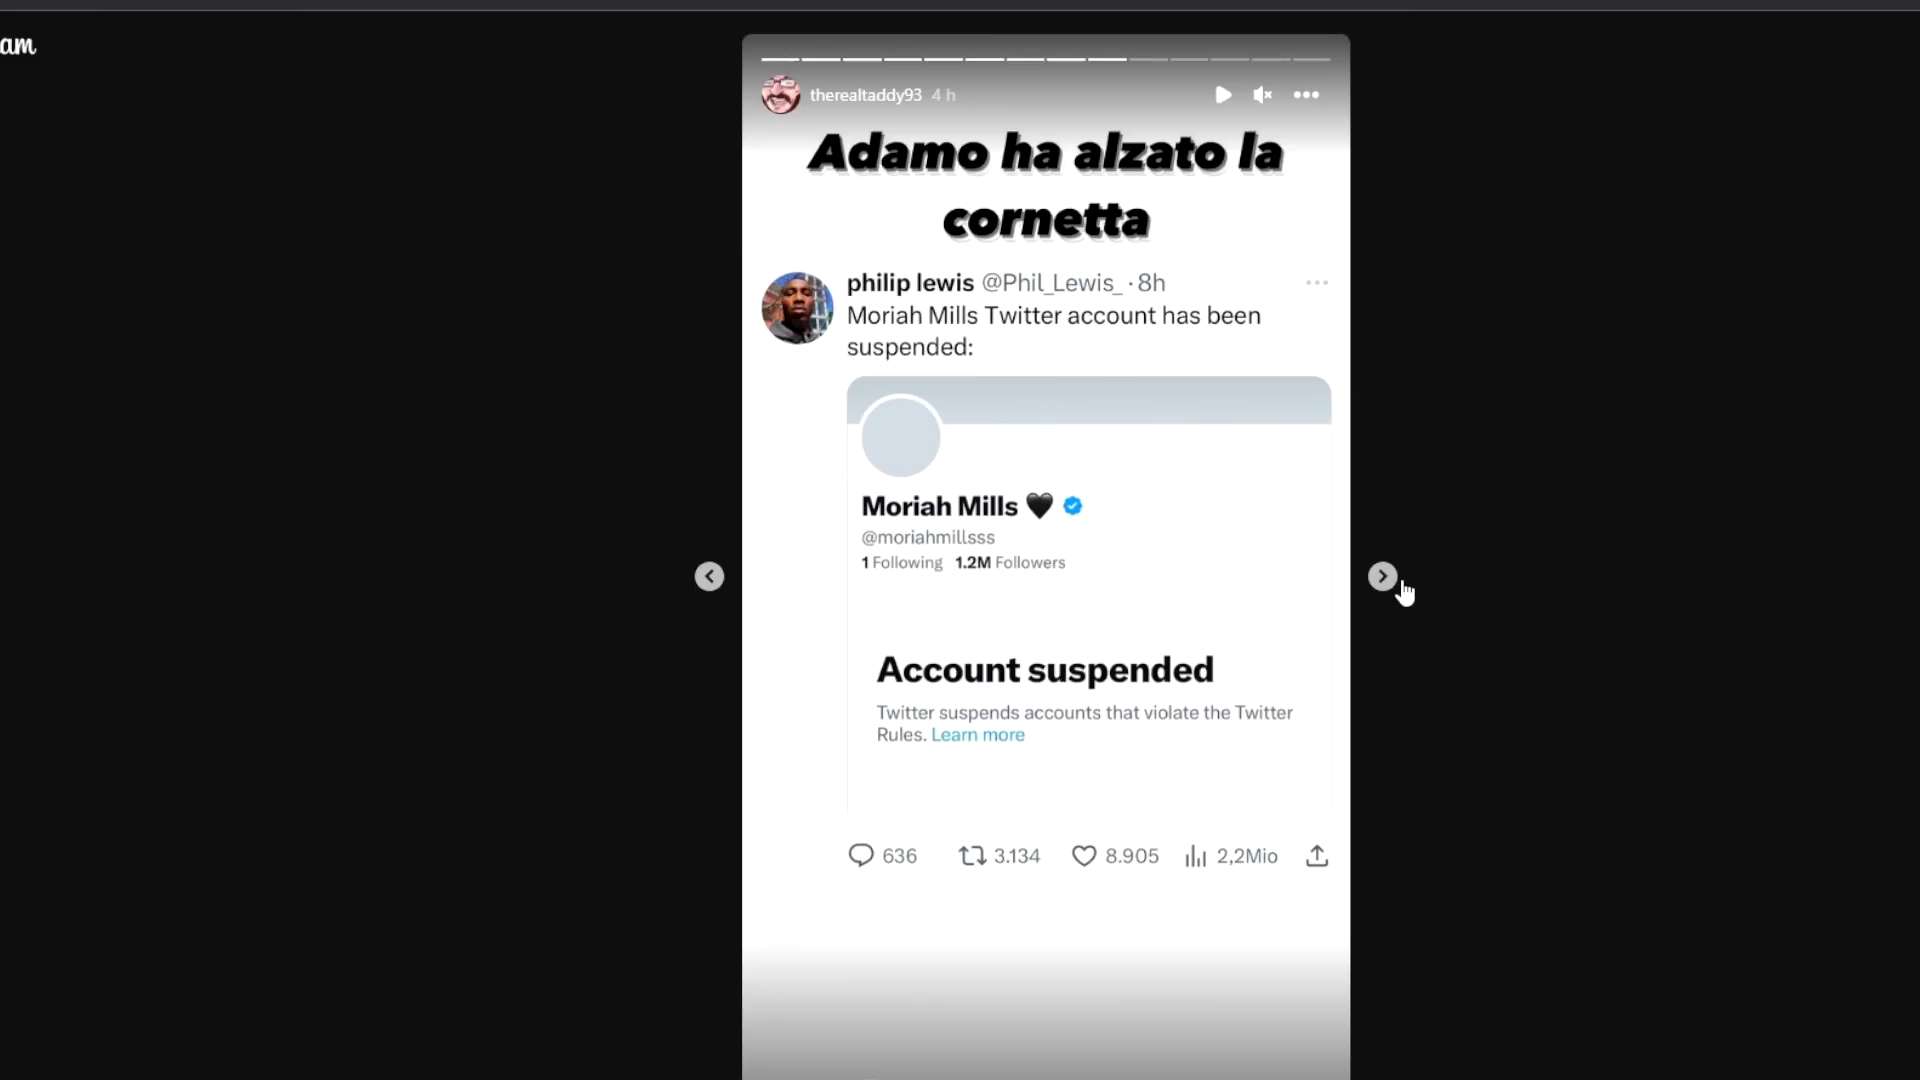 am
therealtaddy93 4 h
Adamo ha alzato la
cornetta
philip lewis @Phil_Lewis_ · 8h
Moriah Mills Twitter account has been
suspended:
Moriah Mills 🖤
@moriahmillsss
1 Following 1.2M Followers
Account suspended
Twitter suspends accounts that violate the Twitter
Rules. Learn more
636 3.134 8.905 2,2Mio